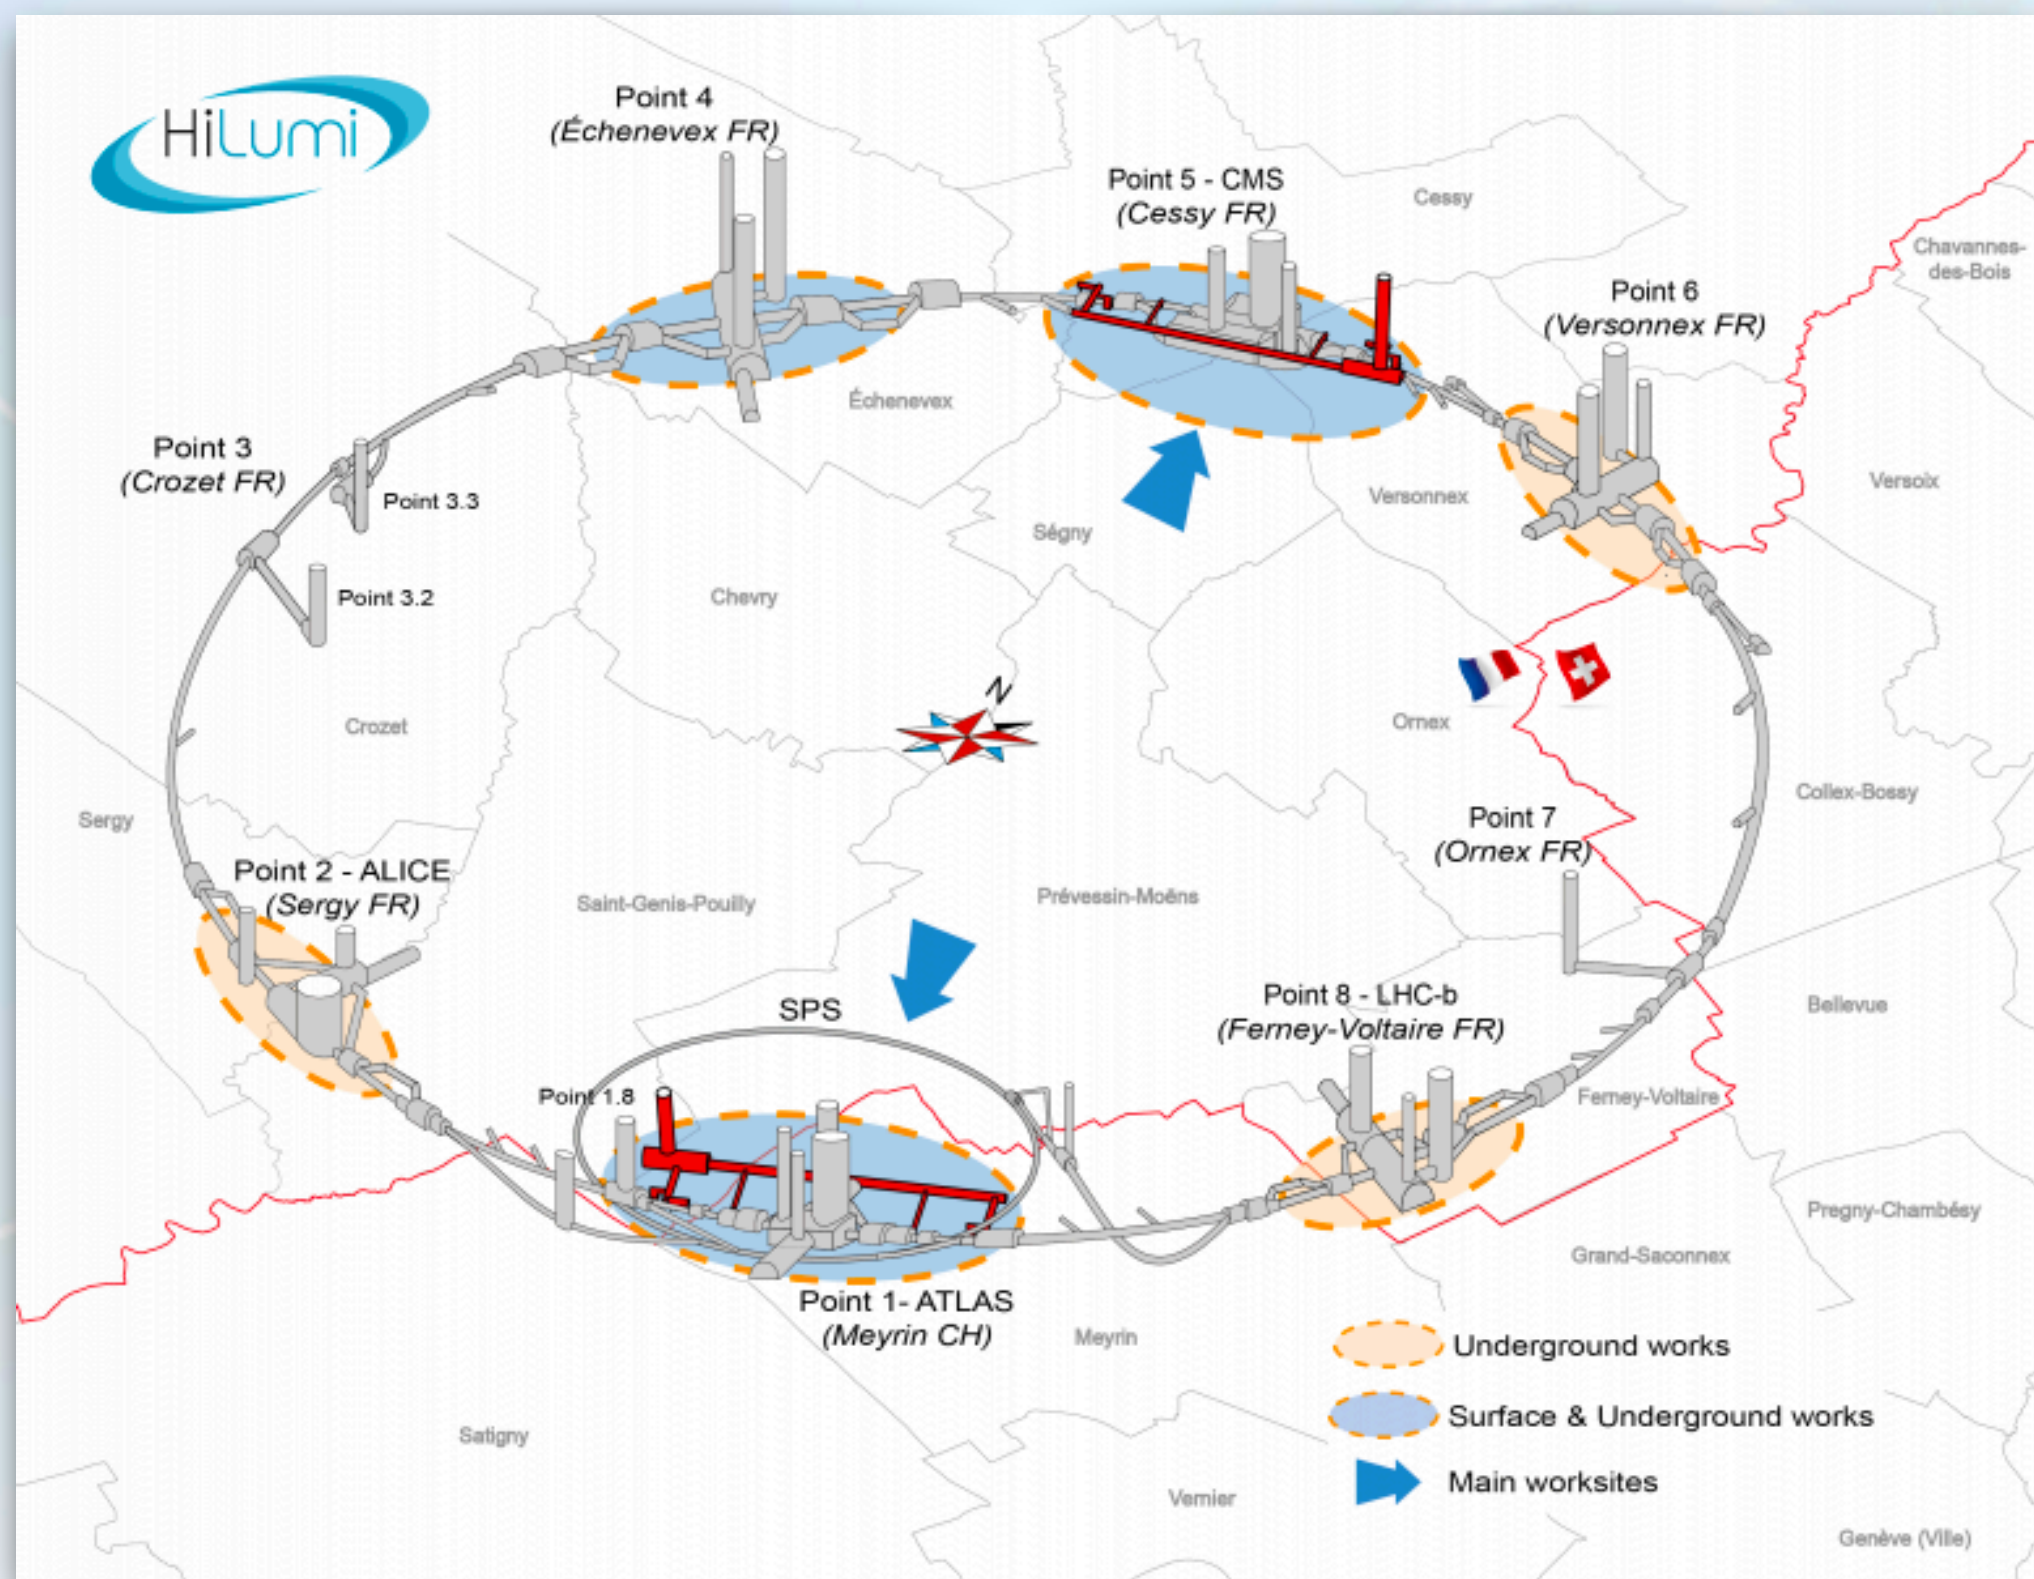 HiLumi
Point 4
(Échenevex FR)
Point 5 - CMS
(Cessy FR)
Cessy
Chavannes-
des-Bois
Point 6
(Versonnex FR)
Échenevex
Point 3
(Crozet FR)
Point 3.3
Versonnex
Versoix
Ségny
Point 3.2
Chevry
N
Crozet
Ornex
Collex-Bossy
Sergy
Point 7
(Ornex FR)
Point 2 - ALICE
(Sergy FR)
Saint-Genis-Pouilly
Prévessin-Moëns
SPS
Point 8 - LHC-b
(Ferney-Voltaire FR)
Bellevue
Point 1.8
Ferney-Voltaire
Pregny-Chambésy
Grand-Saconnex
Point 1- ATLAS
(Meyrin CH)
Meyrin
Underground works
Surface & Underground works
Main worksites
Satigny
Vernier
Genève (Ville)